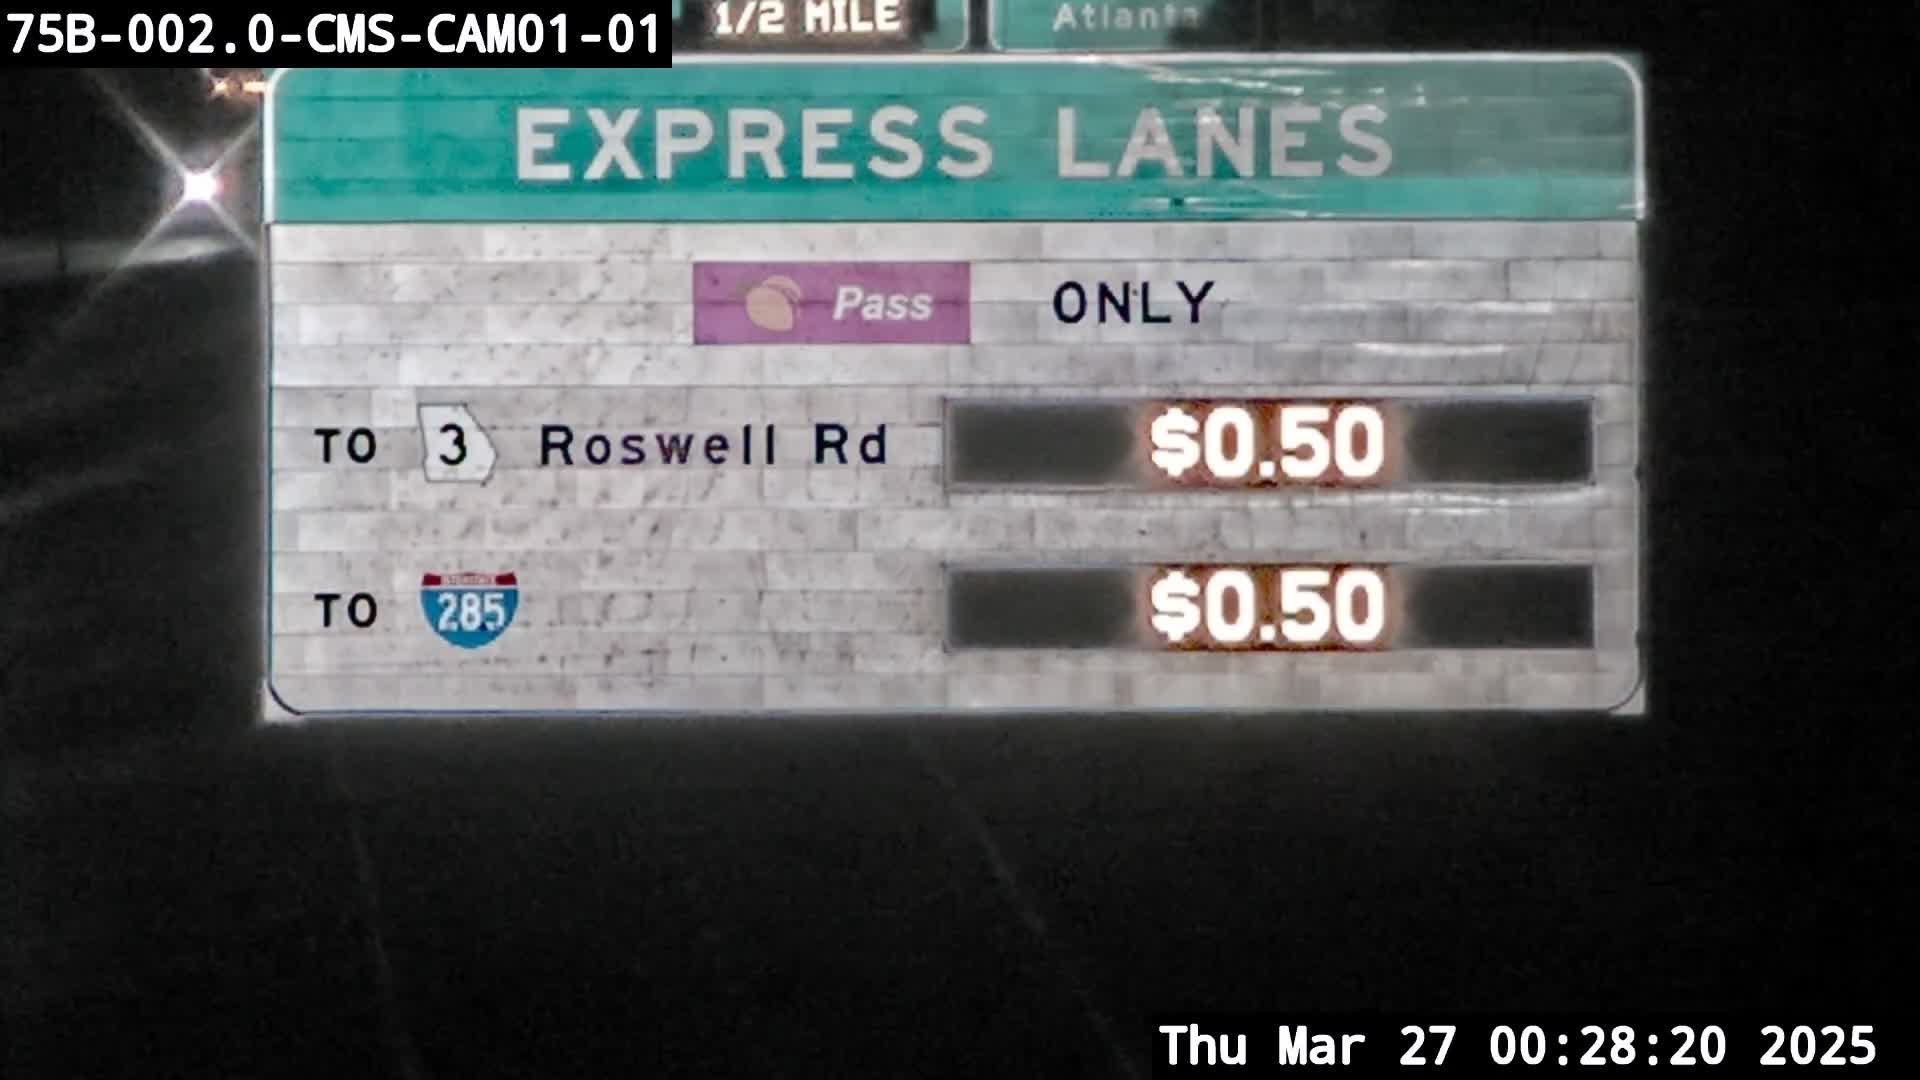 75B-002.0-CMS-CAM01-01
1/2 MILE
Atlanta
EXPRESS LANES
Pass ONLY
TO 3 Roswell Rd $0.50
TO INTERSTATE 285 $0.50
Thu Mar 27 00:28:20 2025